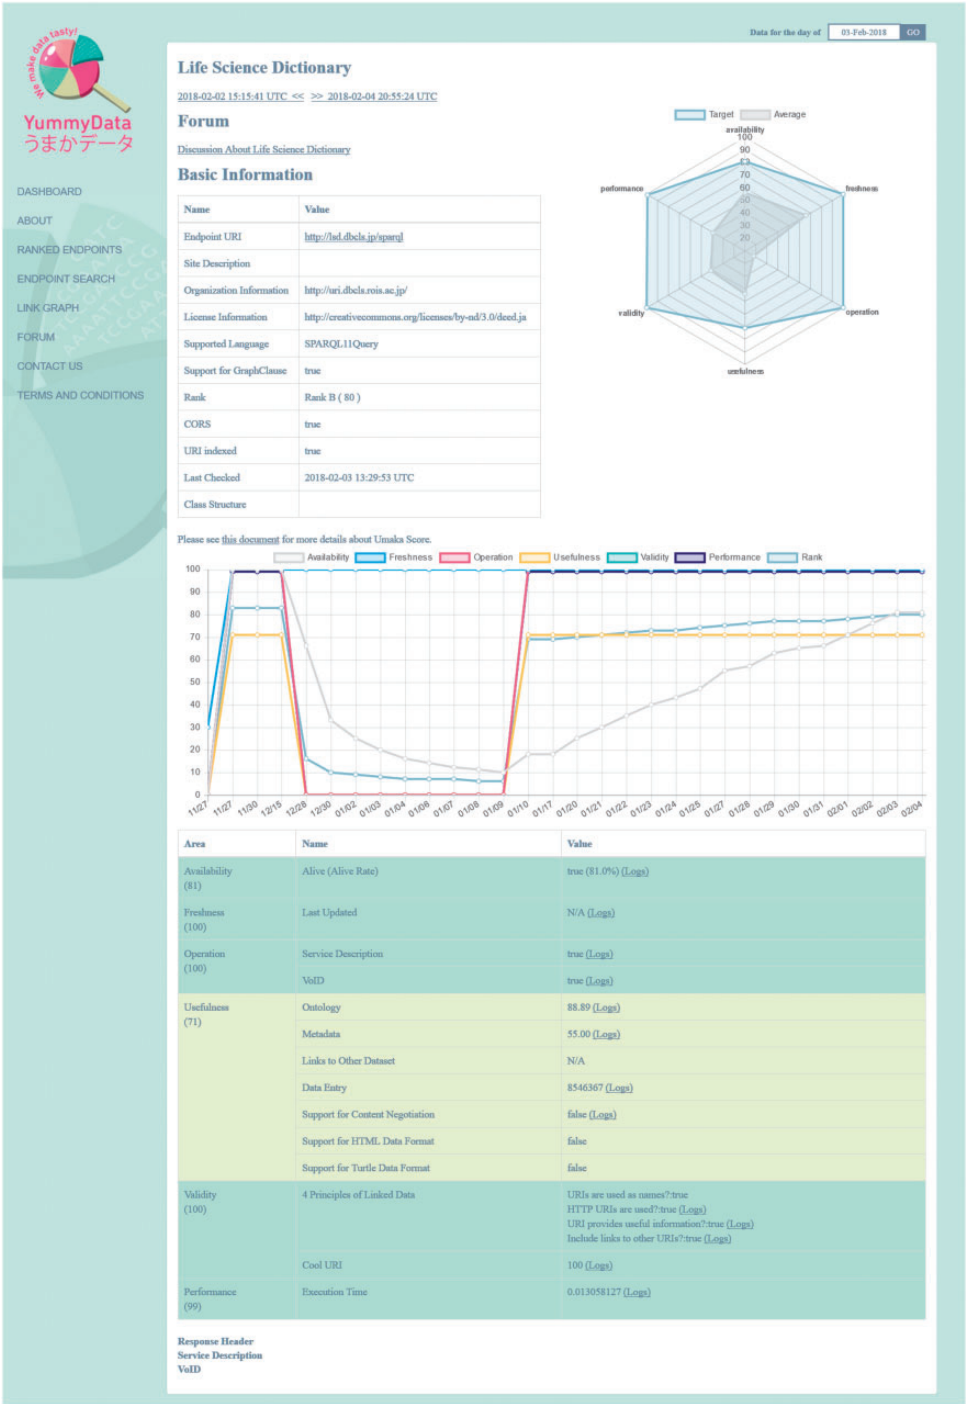 We make data tasty!
YummyData
うまかデータ
DASHBOARD
ABOUT
RANKED ENDPOINTS
ENDPOINT SEARCH
LINK GRAPH
FORUM
CONTACT US
TERMS AND CONDITIONS
Data for the day of 03-Feb-2018 GO
Life Science Dictionary
2018-02-02 15:15:41 UTC << >> 2018-02-04 20:55:24 UTC
Forum
Discussion About Life Science Dictionary
Basic Information
Name Value
Endpoint URI http://lsd.dbcls.jp/sparql
Site Description
Organization Information http://uri.dbcls.rois.ac.jp/
License Information http://creativecommons.org/licenses/by-nd/3.0/deed.ja
Supported Language SPARQL11Query
Support for GraphClause true
Rank Rank B ( 80 )
CORS true
URI indexed true
Last Checked 2018-02-03 13:29:53 UTC
Class Structure
Target Average
availability
100
90
80
70
60
50
40
30
20
performance freshness
validity operation
usefulness
Please see this document for more details about Umaka Score.
Availability Freshness Operation Usefulness Validity Performance Rank
100
90
80
70
60
50
40
30
20
10
0
11/27 11/27 11/30 12/15 12/28 12/30 01/02 01/03 01/04 01/06 01/07 01/08 01/09 01/10 01/17 01/20 01/21 01/22 01/23 01/24 01/25 01/27 01/28 01/29 01/30 01/31 02/01 02/02 02/03 02/04
Area Name Value
Availability Alive (Alive Rate) true (81.0%) (Logs)
(81)
Freshness Last Updated N/A (Logs)
(100)
Operation Service Description true (Logs)
(100)
VoID true (Logs)
Usefulness Ontology 88.89 (Logs)
(71)
Metadata 55.00 (Logs)
Links to Other Dataset N/A
Data Entry 8546367 (Logs)
Support for Content Negotiation false (Logs)
Support for HTML Data Format false
Support for Turtle Data Format false
Validity 4 Principles of Linked Data URIs are used as names?:true
(100) HTTP URIs are used?:true (Logs)
URI provides useful information?:true (Logs)
Include links to other URIs?:true (Logs)
Cool URI 100 (Logs)
Performance Execution Time 0.013058127 (Logs)
(99)
Response Header
Service Description
VoID